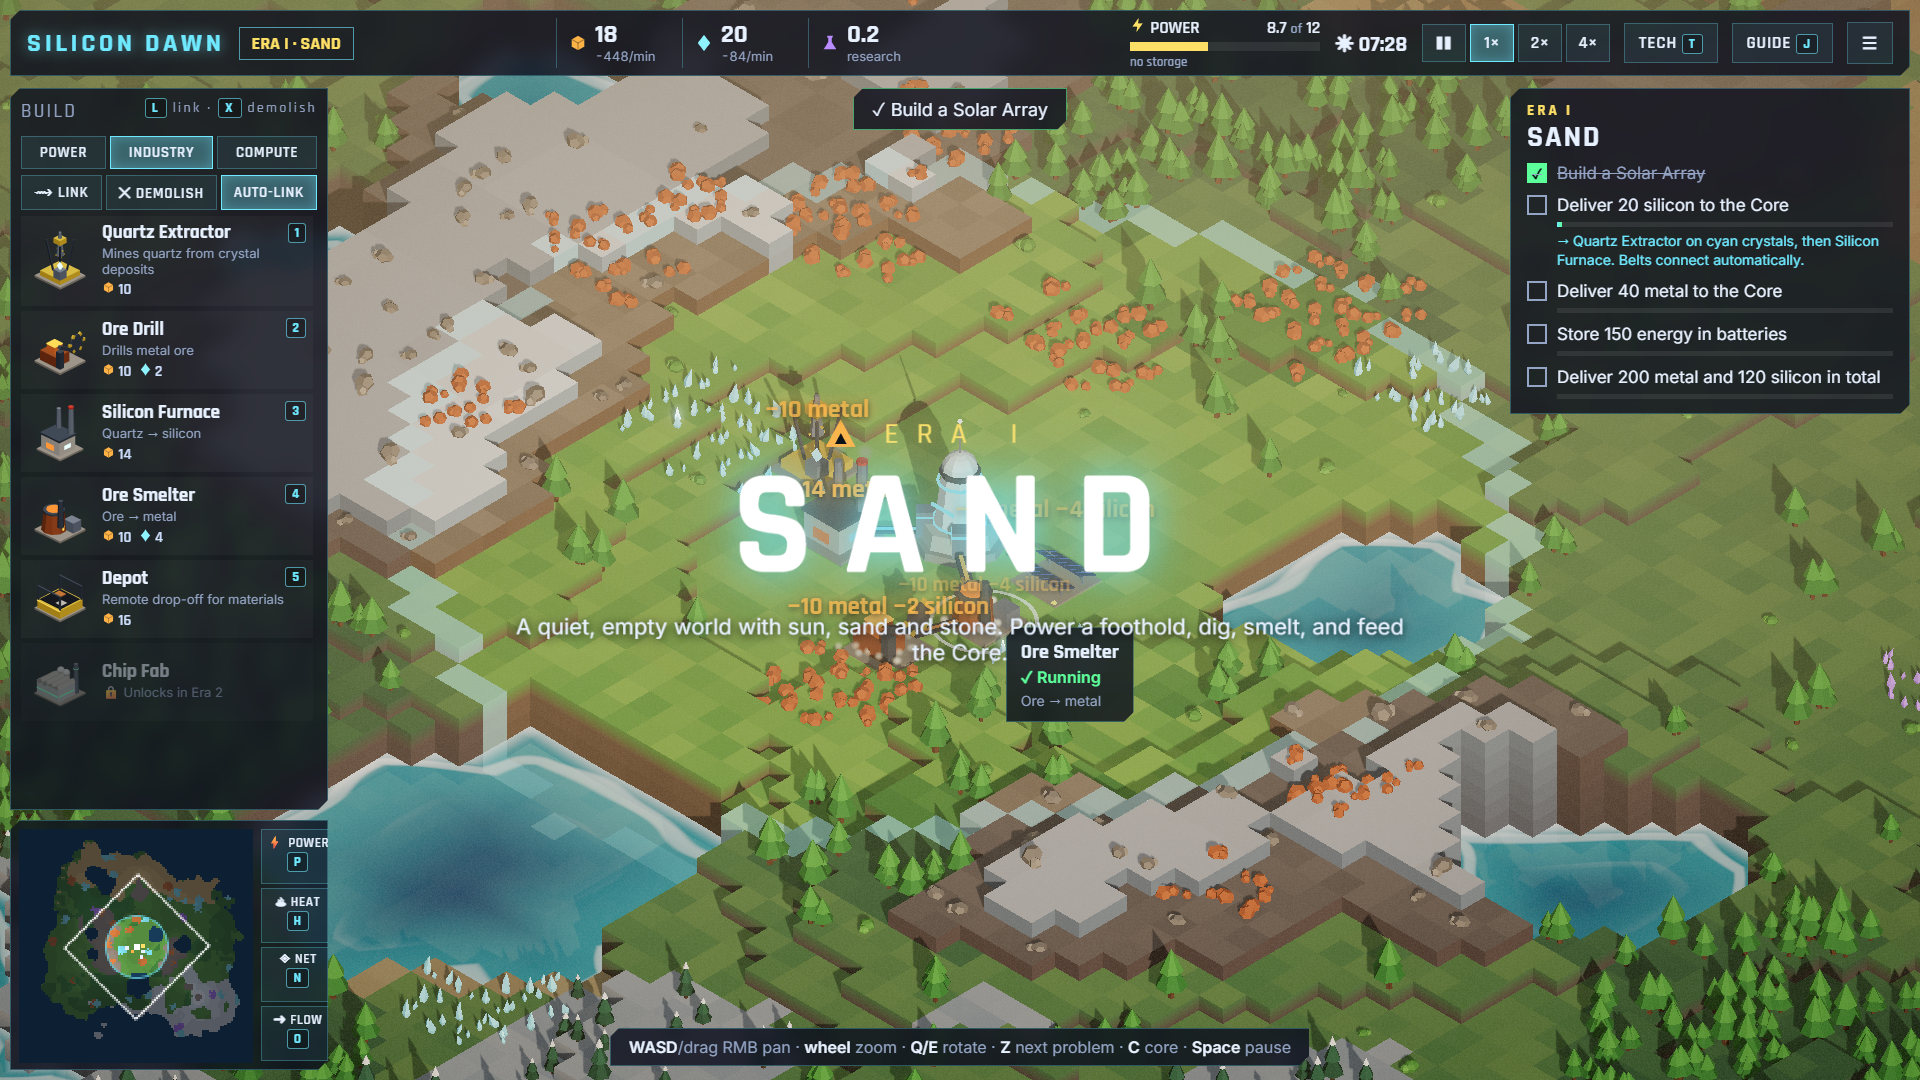 SILICON DAWN
ERA I · SAND
18
-448/min
20
-84/min
0.2
research
POWER
8.7 of 12
no storage
07:28
1×
2×
4×
TECH T
GUIDE J
BUILD
L link · X demolish
POWER
INDUSTRY
COMPUTE
LINK
DEMOLISH
AUTO-LINK
Quartz Extractor
1
Mines quartz from crystal
deposits
10
Ore Drill
2
Drills metal ore
10 2
Silicon Furnace
3
Quartz → silicon
14
Ore Smelter
4
Ore → metal
10 4
Depot
5
Remote drop-off for materials
16
Chip Fab
Unlocks in Era 2
POWER
P
HEAT
H
NET
N
FLOW
O
✓ Build a Solar Array
ERA I
SAND
✓ Build a Solar Array
Deliver 20 silicon to the Core
→ Quartz Extractor on cyan crystals, then Silicon
Furnace. Belts connect automatically.
Deliver 40 metal to the Core
Store 150 energy in batteries
Deliver 200 metal and 120 silicon in total
−10 metal
ERA I
SAND
−10 metal −4 silicon
−10 metal −2 silicon
A quiet, empty world with sun, sand and stone. Power a foothold, dig, smelt, and feed
the Core.
Ore Smelter
✓ Running
Ore → metal
WASD/drag RMB pan · wheel zoom · Q/E rotate · Z next problem · C core · Space pause